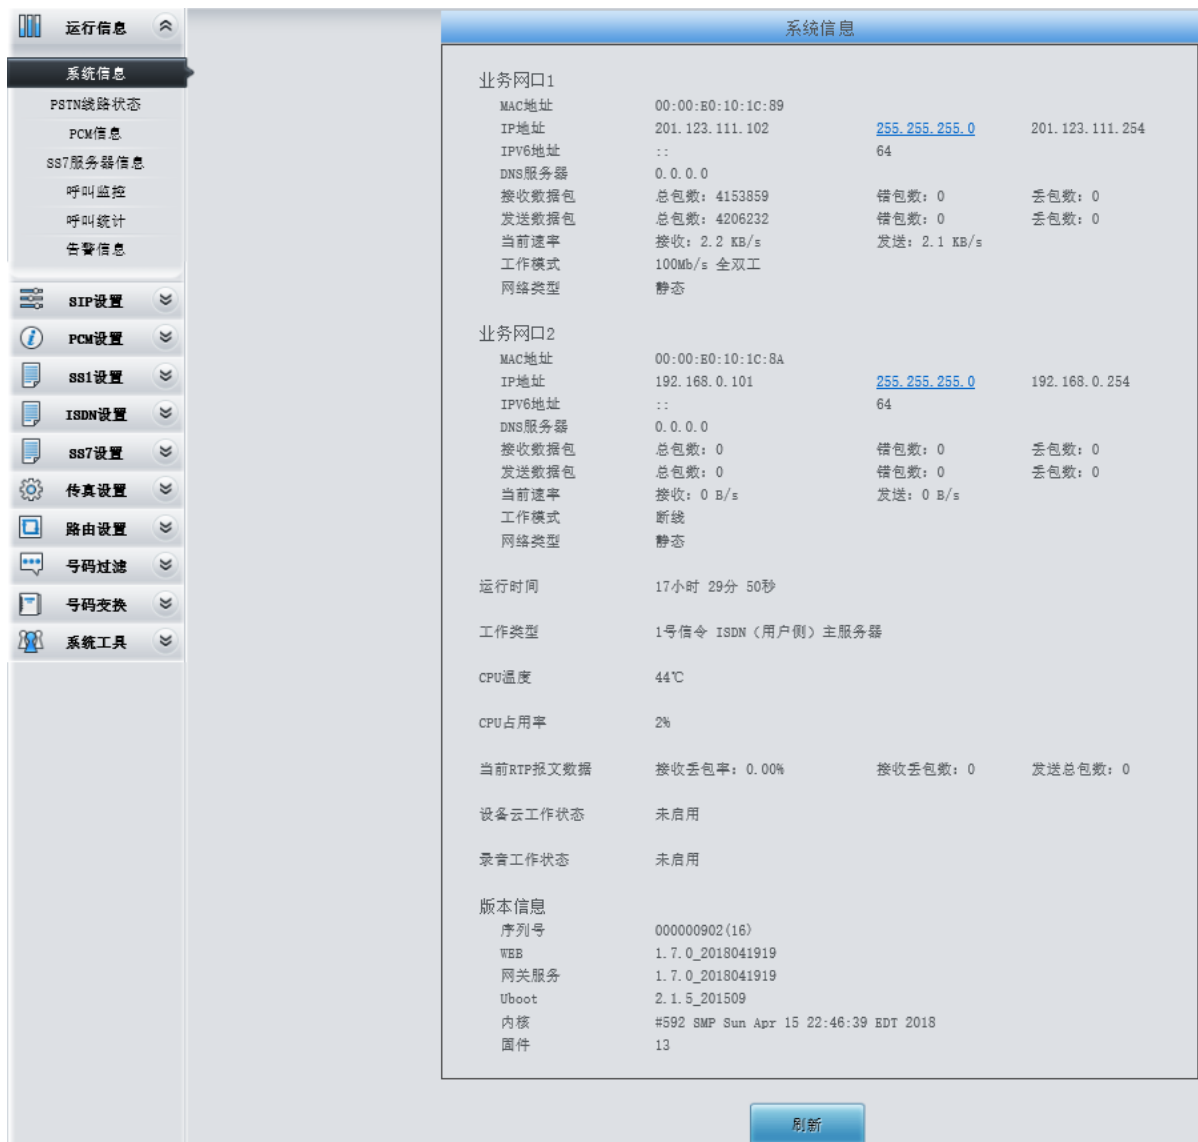 运行信息
系统信息
PSTN线路状态
PCM信息
SS7服务器信息
呼叫监控
呼叫统计
告警信息
SIP设置
PCM设置
SS1设置
ISDN设置
SS7设置
传真设置
路由设置
号码过滤
号码变换
系统工具
系统信息
业务网口1
MAC地址 00:00:E0:10:1C:89
IP地址 201.123.111.102 255.255.255.0 201.123.111.254
IPV6地址 :: 64
DNS服务器 0.0.0.0
接收数据包 总包数: 4153859 错包数: 0 丢包数: 0
发送数据包 总包数: 4206232 错包数: 0 丢包数: 0
当前速率 接收: 2.2 KB/s 发送: 2.1 KB/s
工作模式 100Mb/s 全双工
网络类型 静态
业务网口2
MAC地址 00:00:E0:10:1C:8A
IP地址 192.168.0.101 255.255.255.0 192.168.0.254
IPV6地址 :: 64
DNS服务器 0.0.0.0
接收数据包 总包数: 0 错包数: 0 丢包数: 0
发送数据包 总包数: 0 错包数: 0 丢包数: 0
当前速率 接收: 0 B/s 发送: 0 B/s
工作模式 断线
网络类型 静态
运行时间 17小时 29分 50秒
工作类型 1号信令 ISDN（用户侧）主服务器
CPU温度 44℃
CPU占用率 2%
当前RTP报文数据 接收丢包率: 0.00% 接收丢包数: 0 发送总包数: 0
设备云工作状态 未启用
录音工作状态 未启用
版本信息
序列号 000000902(16)
WEB 1.7.0_2018041919
网关服务 1.7.0_2018041919
Uboot 2.1.5_201509
内核 #592 SMP Sun Apr 15 22:46:39 EDT 2018
固件 13
刷新